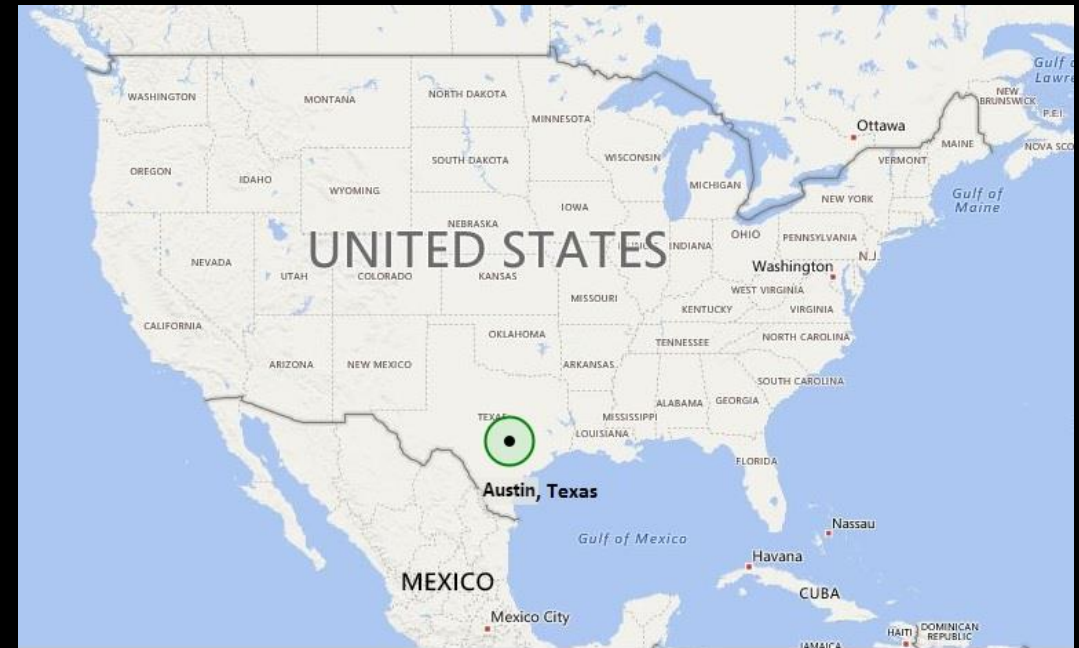 Gulf o
Lawre
NEW
BRUNSWICK
P.E.I
WASHINGTON
MONTANA
NORTH DAKOTA
MINNESOTA
Ottawa
MAINE
NOVA SCO
VERMONT
OREGON
IDAHO
SOUTH DAKOTA
WISCONSIN
MICHIGAN
WYOMING
NEW YORK
Gulf of
Maine
IOWA
NEBRASKA
OHIO
PENNSYLVANIA
UNITED STATES
INDIANA
N.J.
NEVADA
UTAH
COLORADO
KANSAS
Washington
WEST VIRGINIA
MISSOURI
KENTUCKY
VIRGINIA
CALIFORNIA
OKLAHOMA
TENNESSEE
NORTH CAROLINA
ARIZONA
NEW MEXICO
ARKANSAS
SOUTH CAROLINA
ALABAMA
GEORGIA
TEXAS
MISSISSIPPI
LOUISIANA
FLORIDA
Austin, Texas
Gulf of Mexico
Nassau
Havana
MEXICO
CUBA
Mexico City
HAITI
DOMINICAN
REPUBLIC
JAMAICA